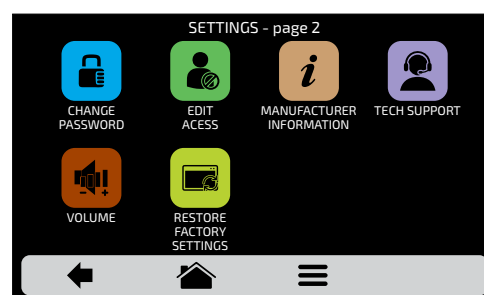 SETTINGS - page 2
CHANGE
PASSWORD
EDIT
ACESS
MANUFACTURER
INFORMATION
TECH SUPPORT
VOLUME
RESTORE
FACTORY
SETTINGS